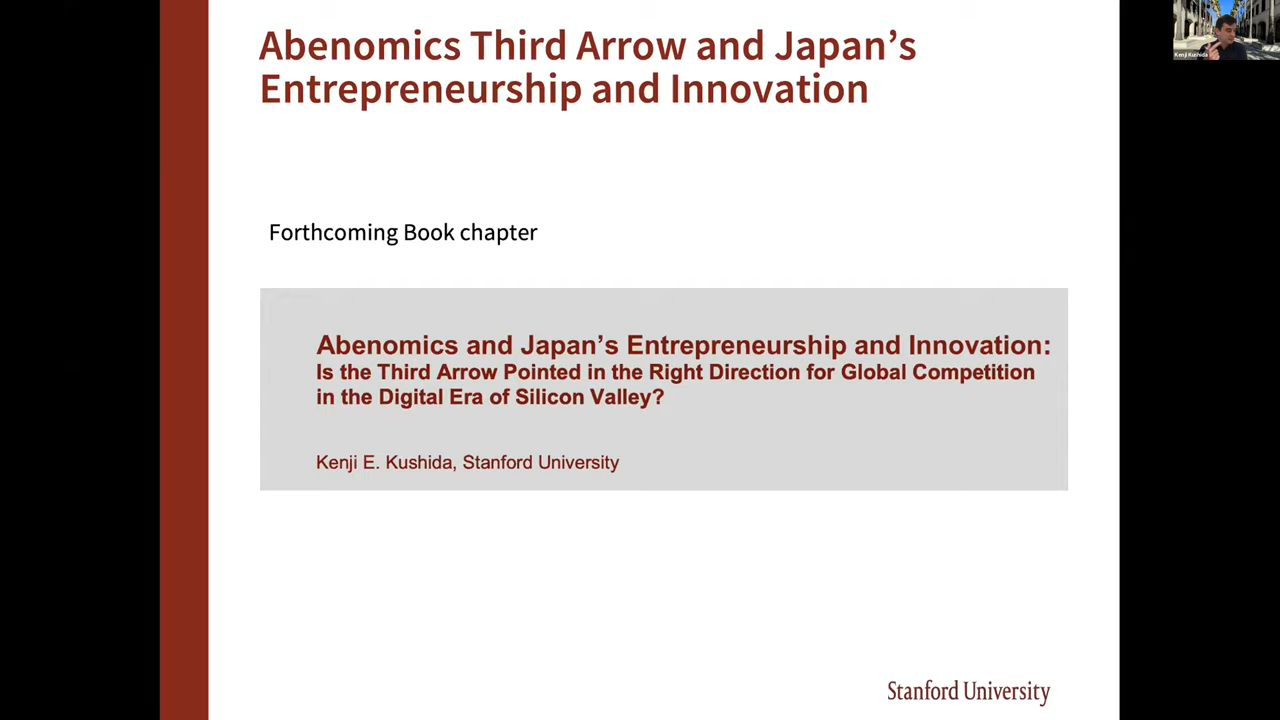 Abenomics Third Arrow and Japan’s
Entrepreneurship and Innovation
Kenji Kushida
Forthcoming Book chapter
Abenomics and Japan’s Entrepreneurship and Innovation:
Is the Third Arrow Pointed in the Right Direction for Global Competition
in the Digital Era of Silicon Valley?
Kenji E. Kushida, Stanford University
Stanford University